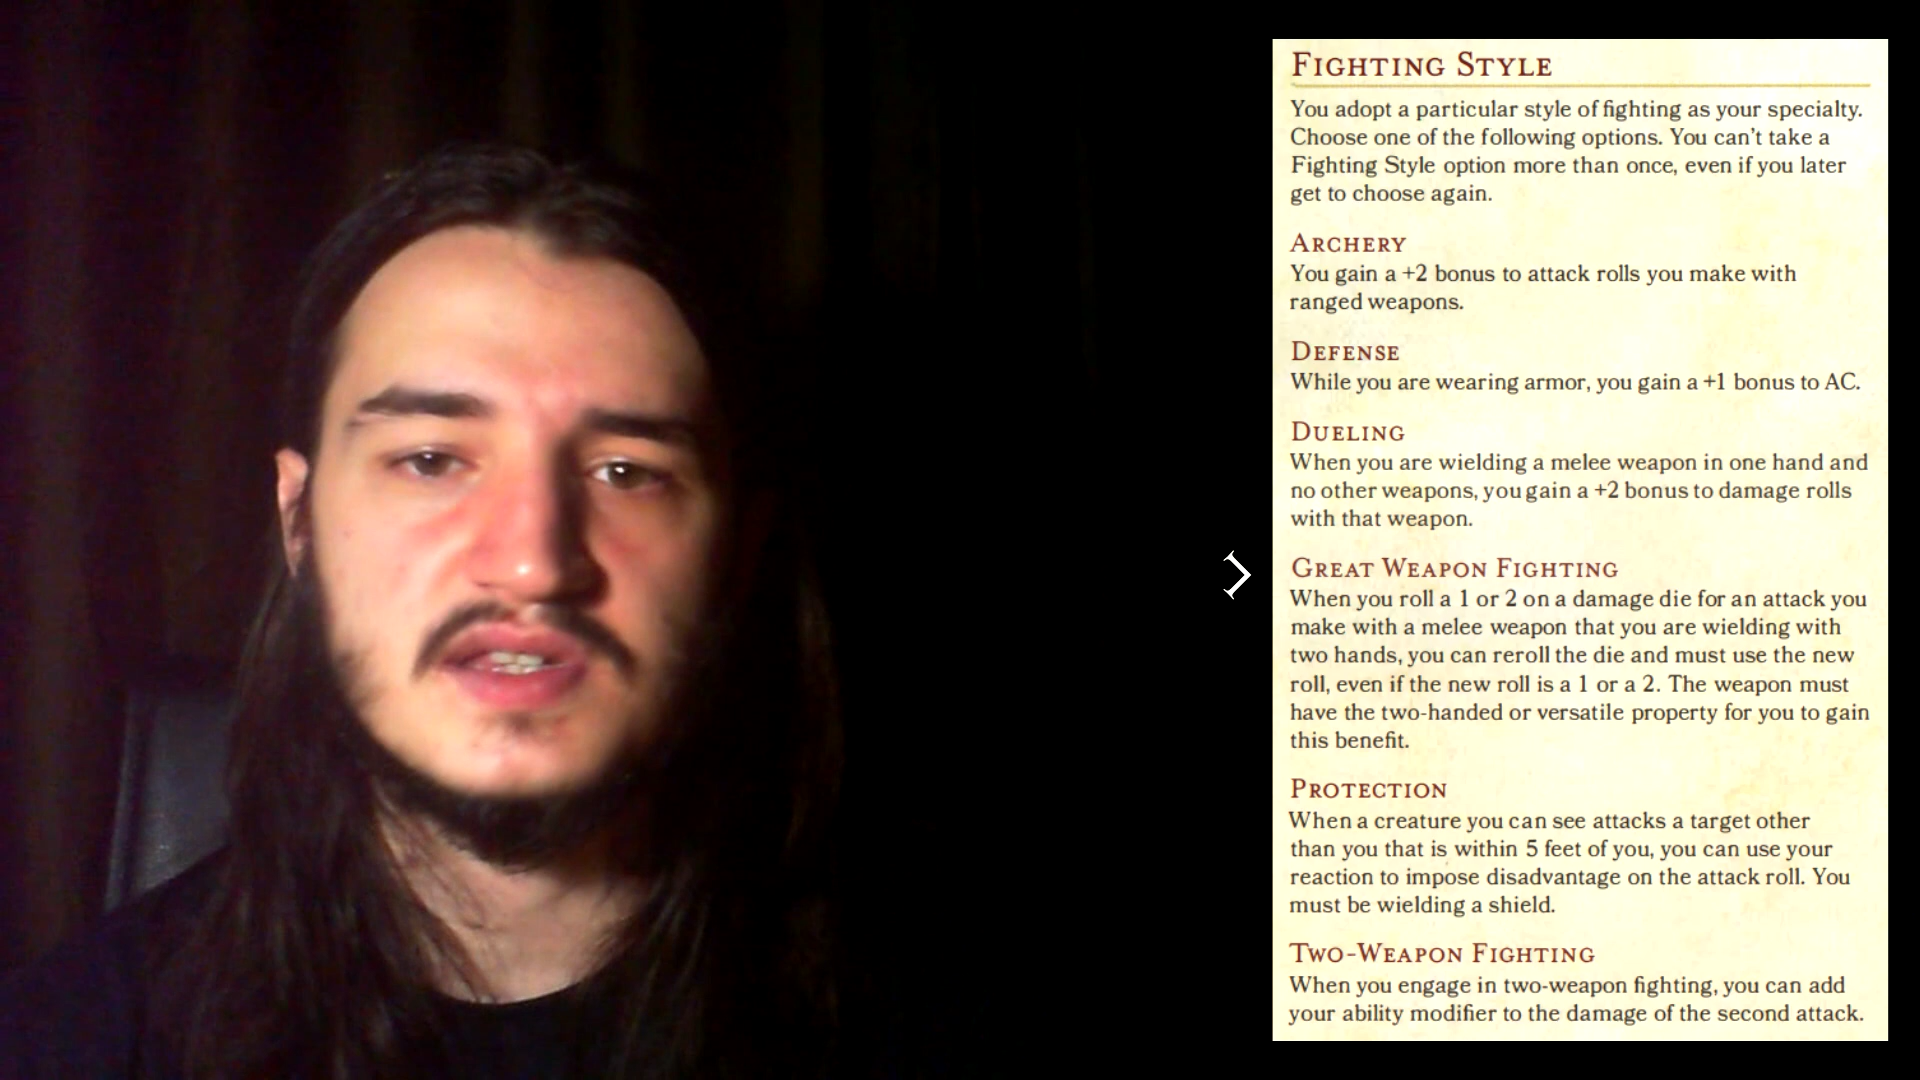 FIGHTING STYLE
You adopt a particular style of fighting as your specialty.
Choose one of the following options. You can't take a
Fighting Style option more than once, even if you later
get to choose again.
ARCHERY
You gain a +2 bonus to attack rolls you make with
ranged weapons.
DEFENSE
While you are wearing armor, you gain a +1 bonus to AC.
DUELING
When you are wielding a melee weapon in one hand and
no other weapons, you gain a +2 bonus to damage rolls
with that weapon.
GREAT WEAPON FIGHTING
When you roll a 1 or 2 on a damage die for an attack you
make with a melee weapon that you are wielding with
two hands, you can reroll the die and must use the new
roll, even if the new roll is a 1 or a 2. The weapon must
have the two-handed or versatile property for you to gain
this benefit.
PROTECTION
When a creature you can see attacks a target other
than you that is within 5 feet of you, you can use your
reaction to impose disadvantage on the attack roll. You
must be wielding a shield.
TWO-WEAPON FIGHTING
When you engage in two-weapon fighting, you can add
your ability modifier to the damage of the second attack.